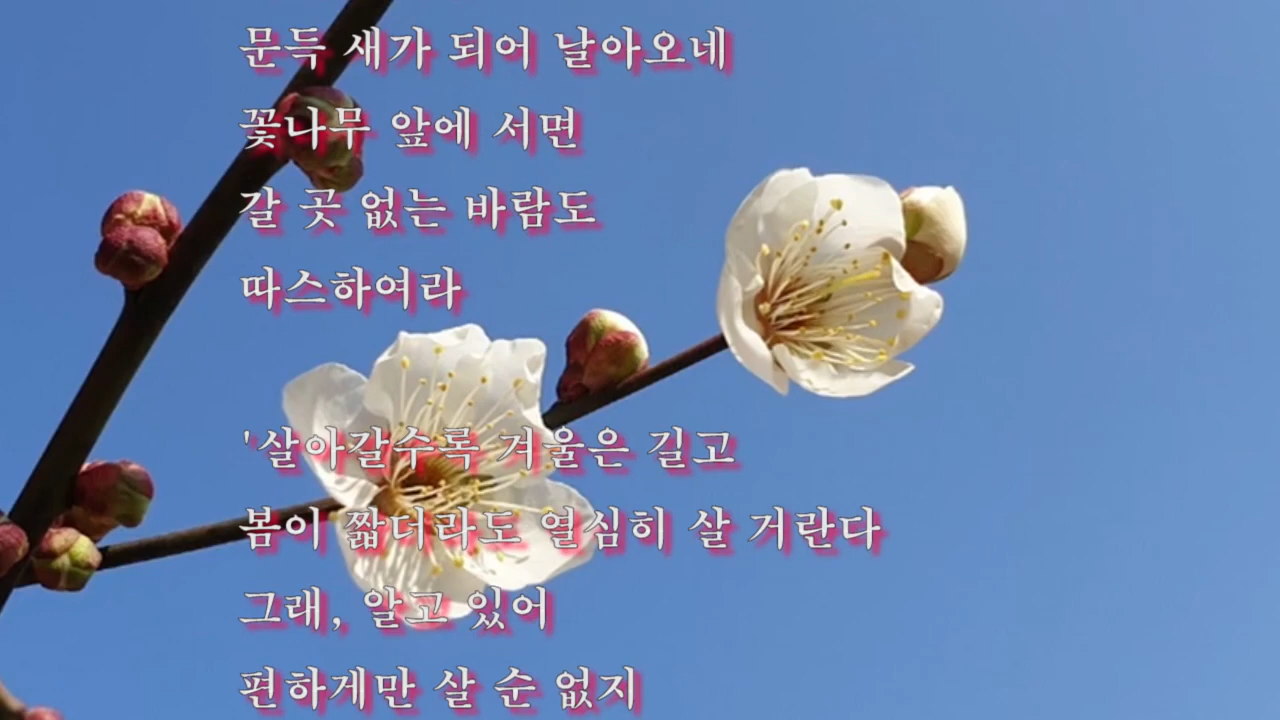 문득 새가 되어 날아오네
꽃나무 앞에 서면
갈 곳 없는 바람도
따스하여라
'살아갈수록 겨울은 길고
봄이 짧더라도 열심히 살 거란다
그래, 알고 있어
편하게만 살 순 없지